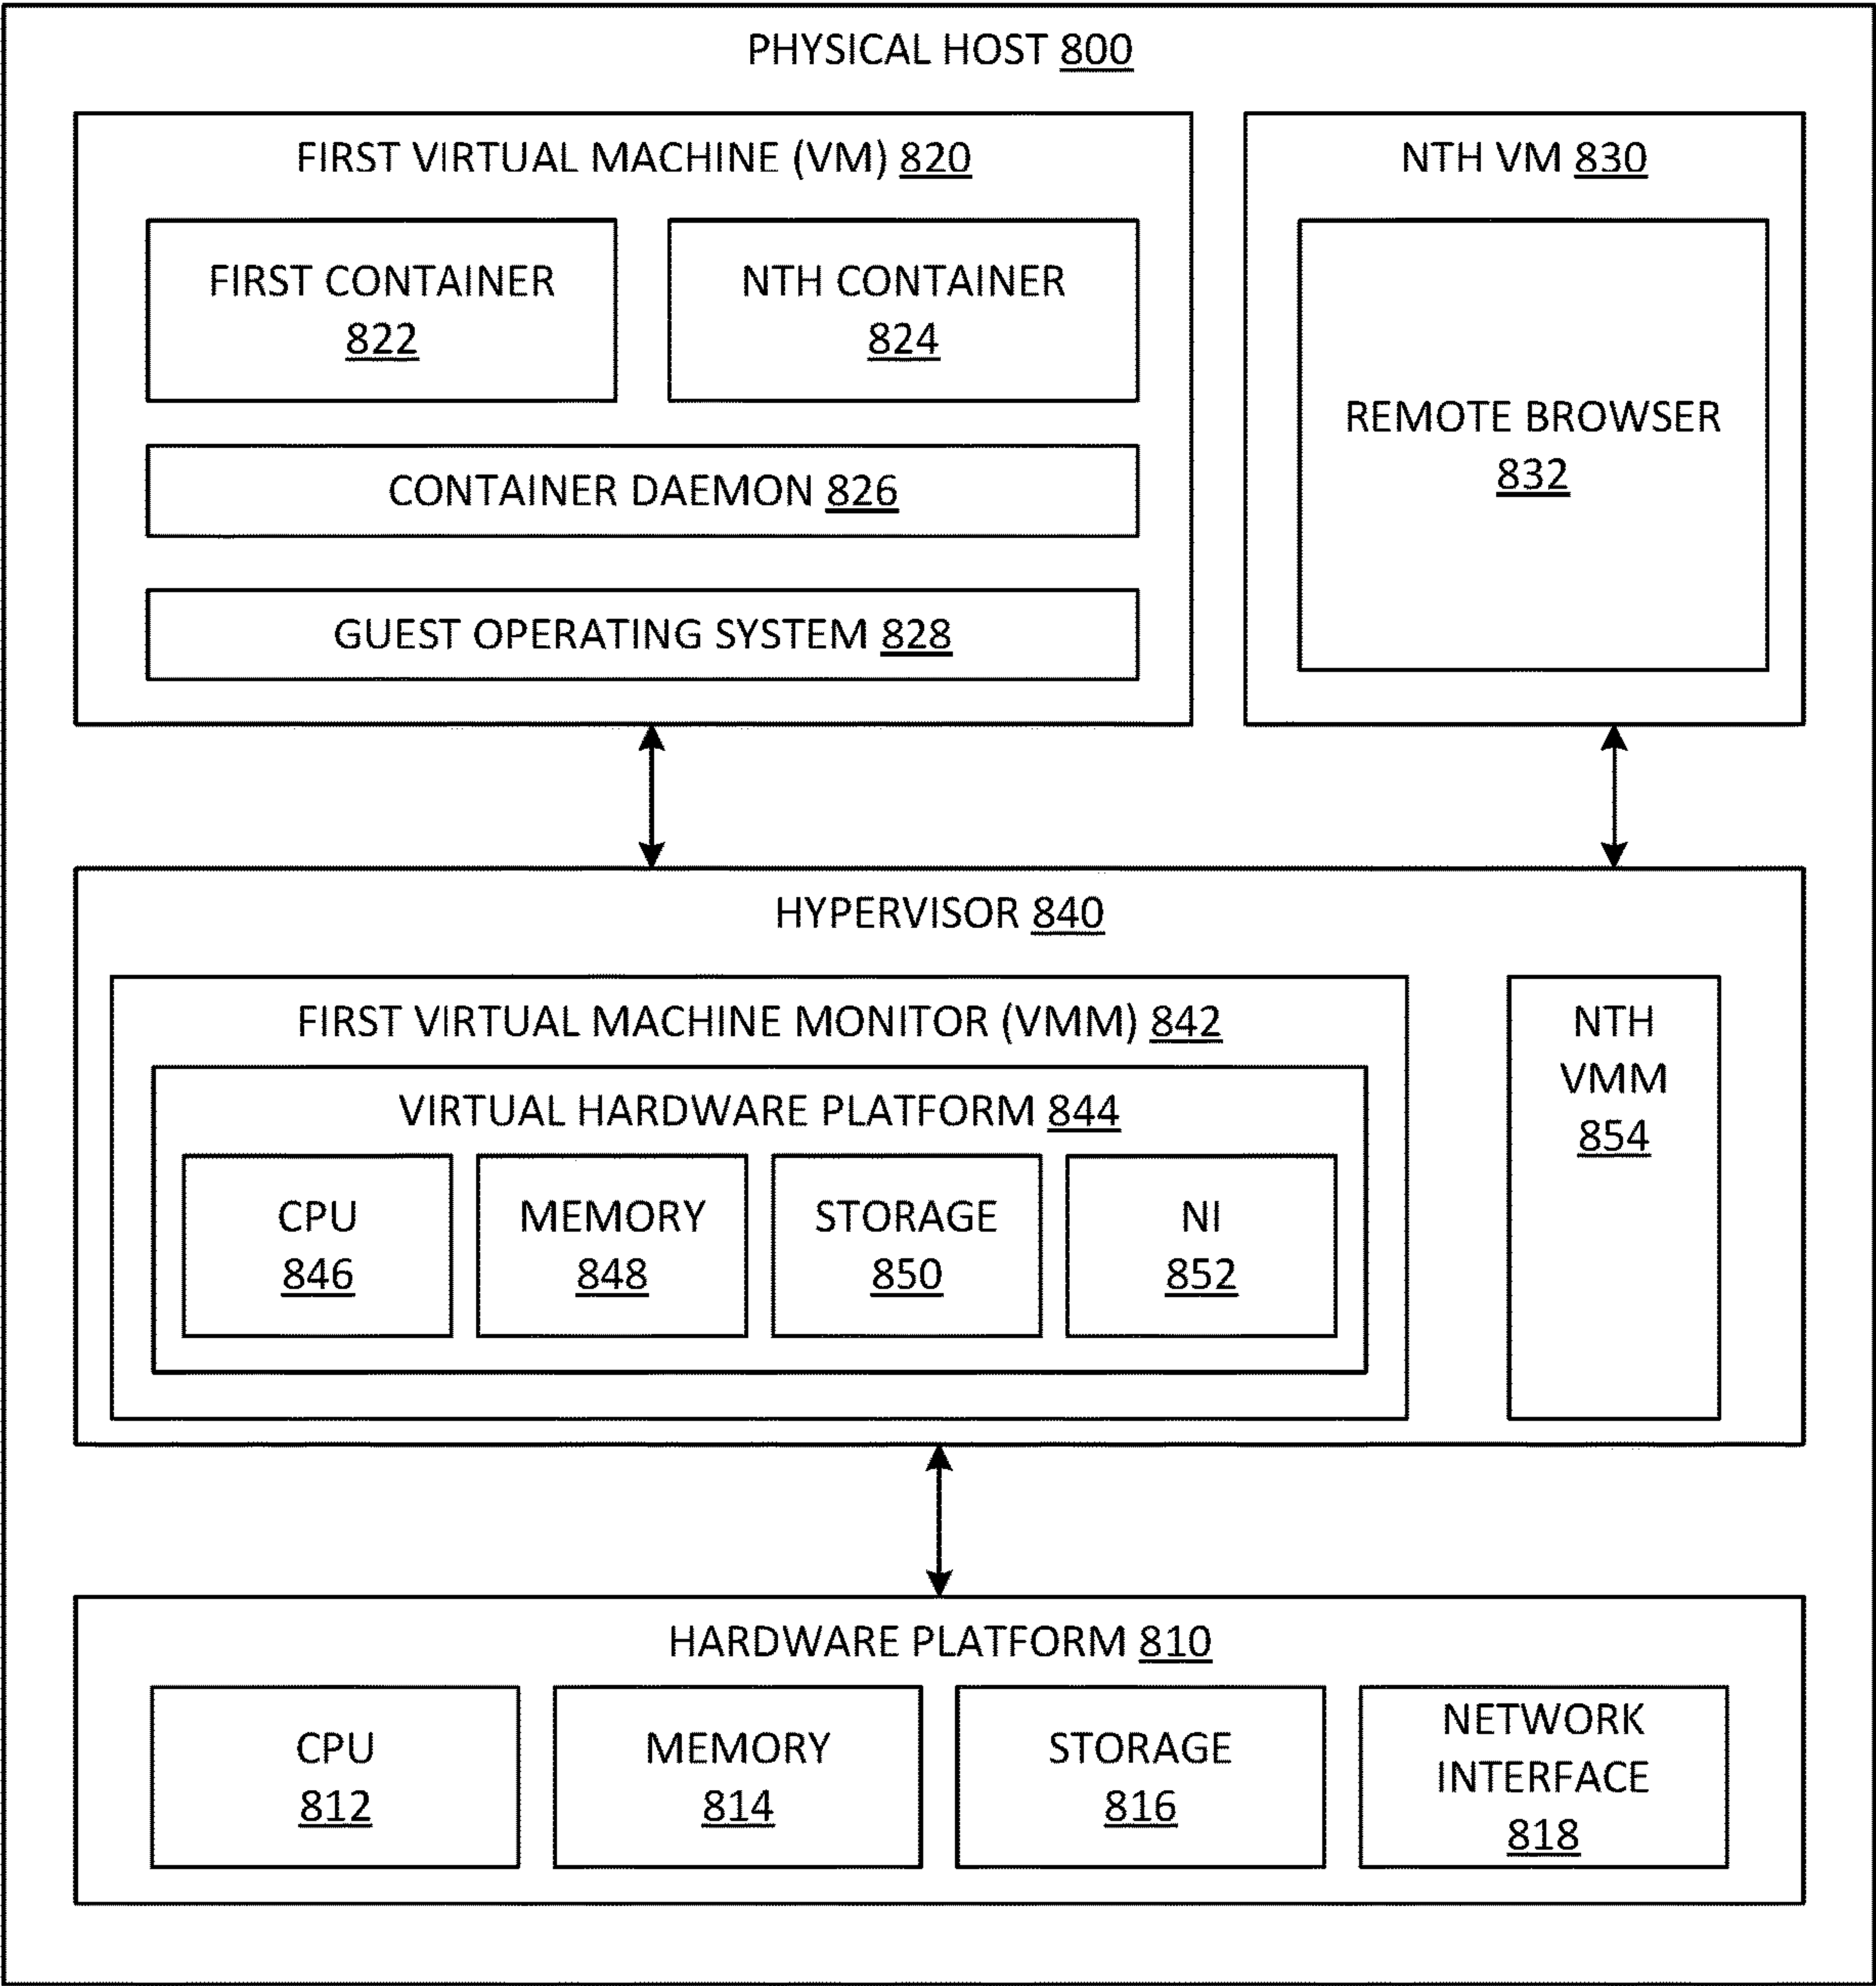 PHYSICAL HOST 800
FIRST VIRTUAL MACHINE (VM) 820
FIRST CONTAINER
822
NTH CONTAINER
824
CONTAINER DAEMON 826
GUEST OPERATING SYSTEM 828
NTH VM 830
REMOTE BROWSER
832
HYPERVISOR 840
FIRST VIRTUAL MACHINE MONITOR (VMM) 842
VIRTUAL HARDWARE PLATFORM 844
CPU
846
MEMORY
848
STORAGE
850
NI
852
NTH
VMM
854
HARDWARE PLATFORM 810
CPU
812
MEMORY
814
STORAGE
816
NETWORK
INTERFACE
818